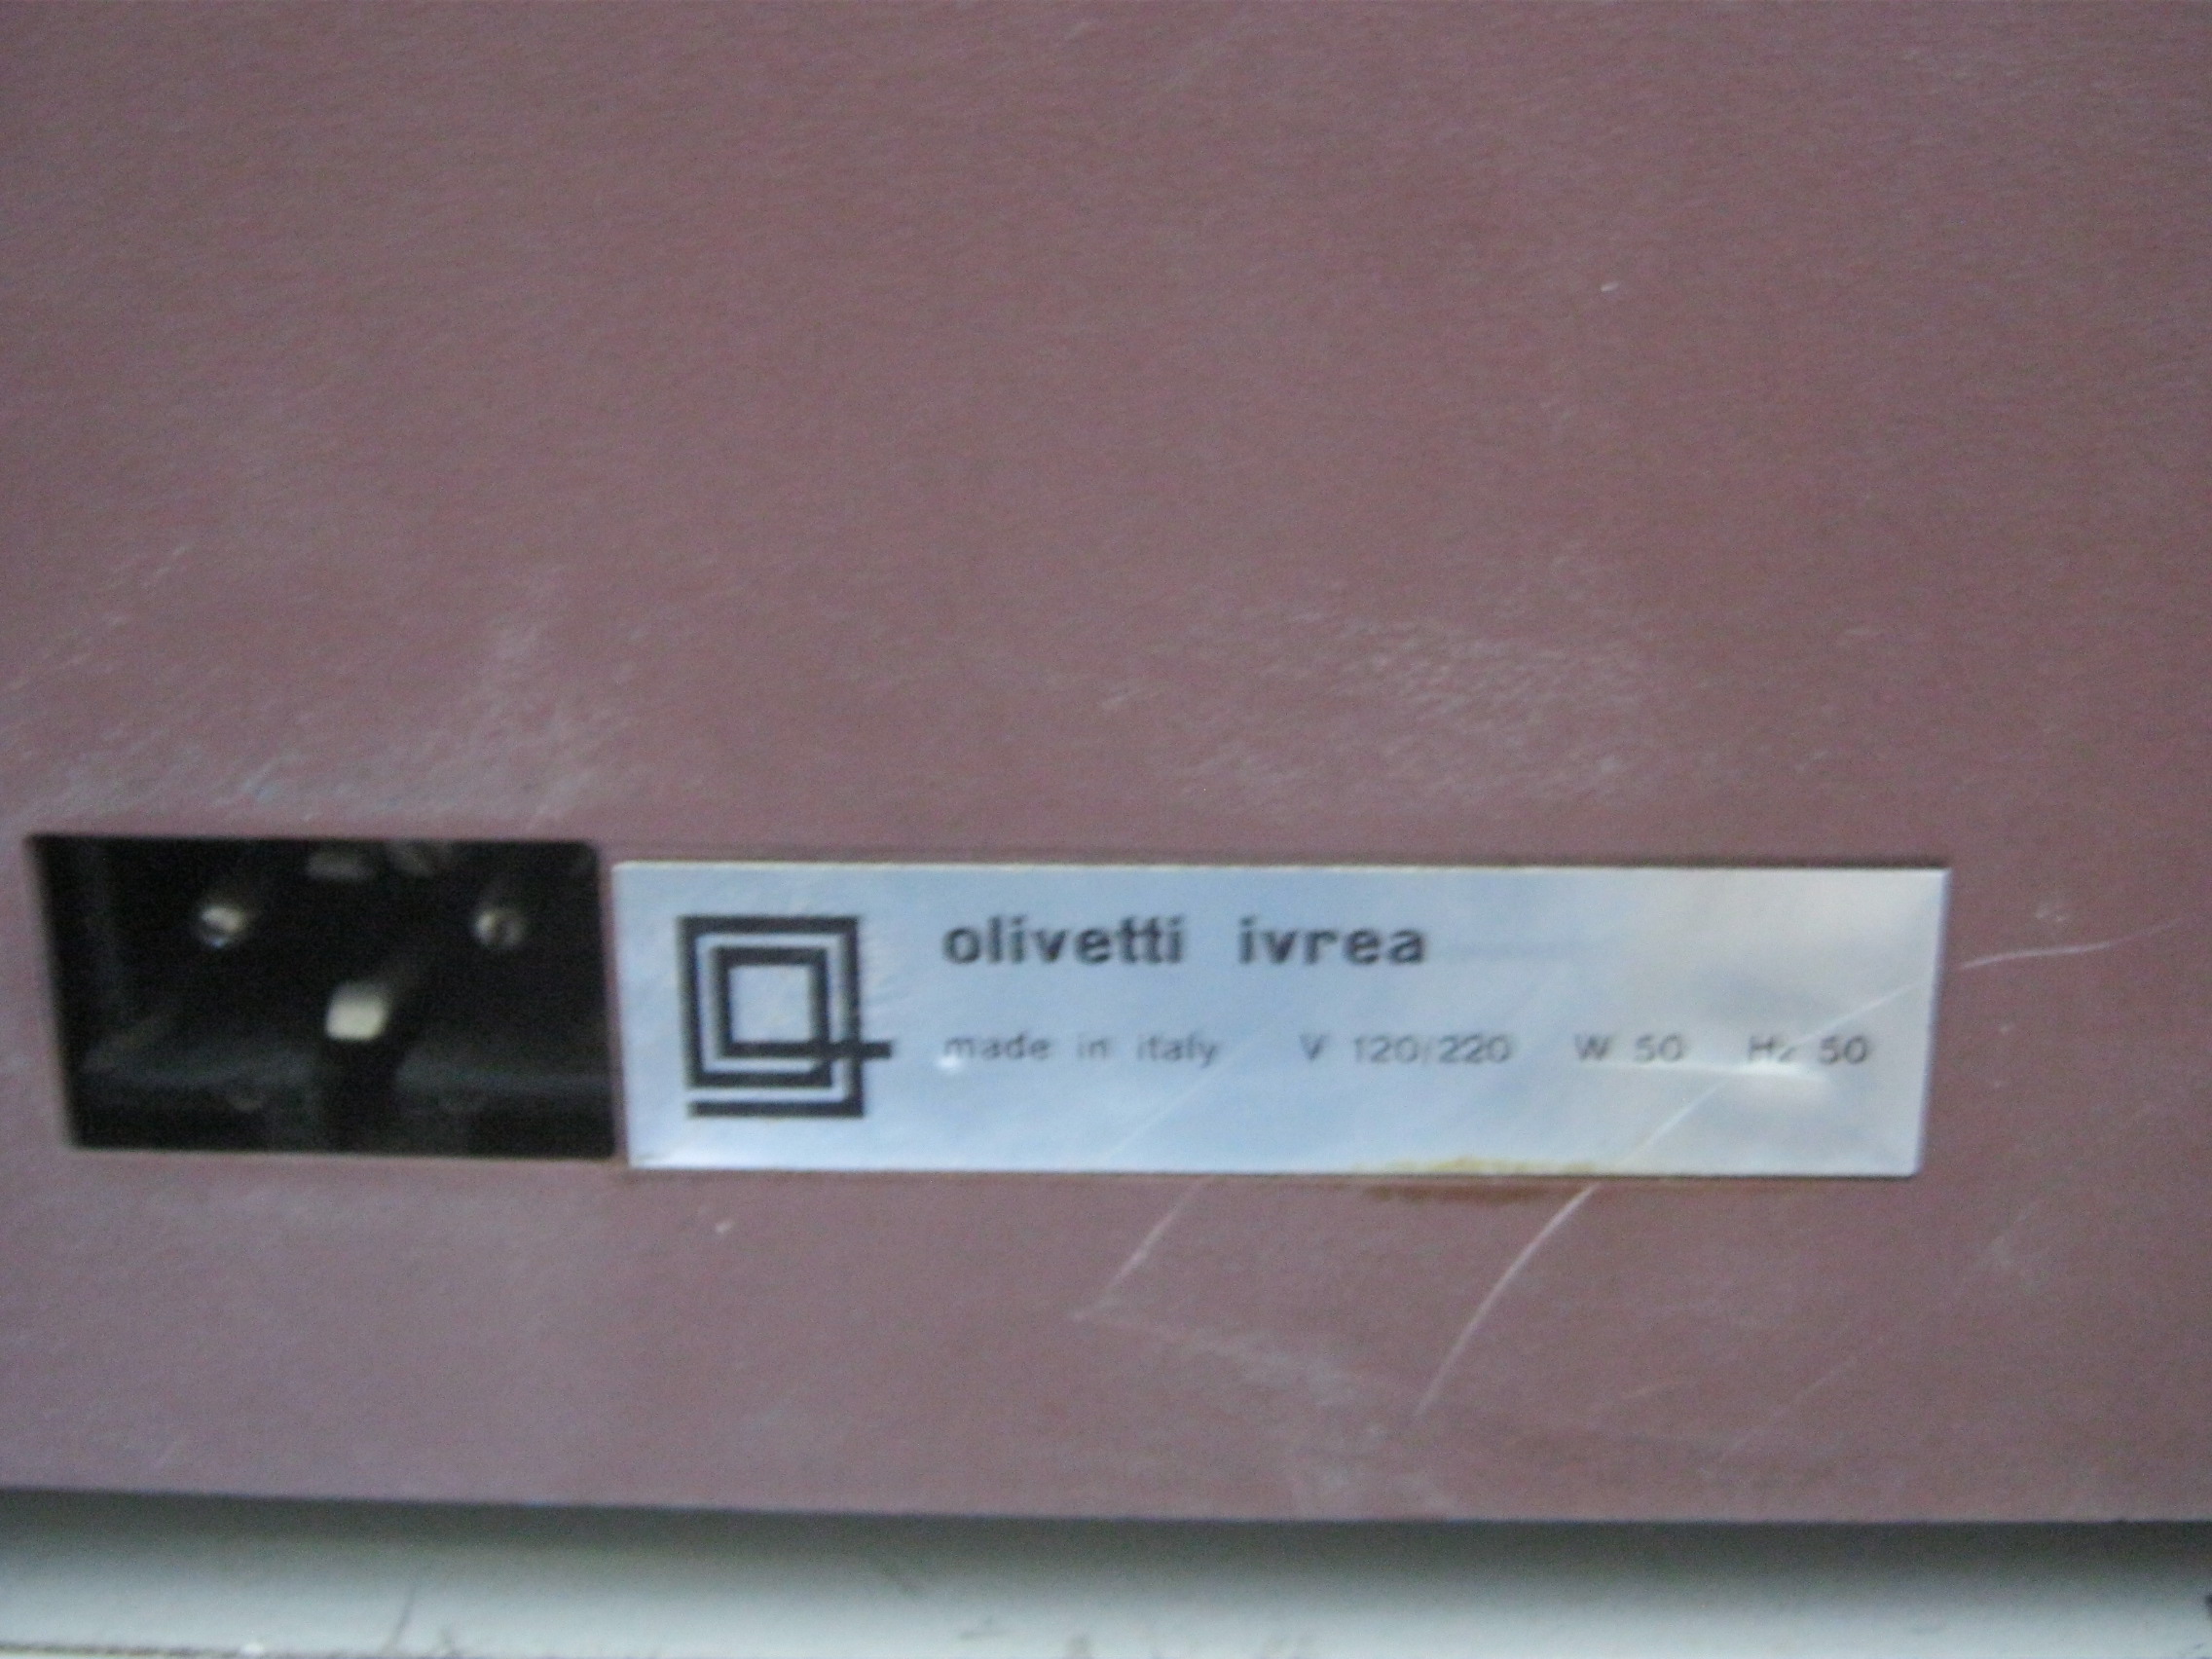 olivetti ivrea
made in italy V 120/220 W 50 Hz 50